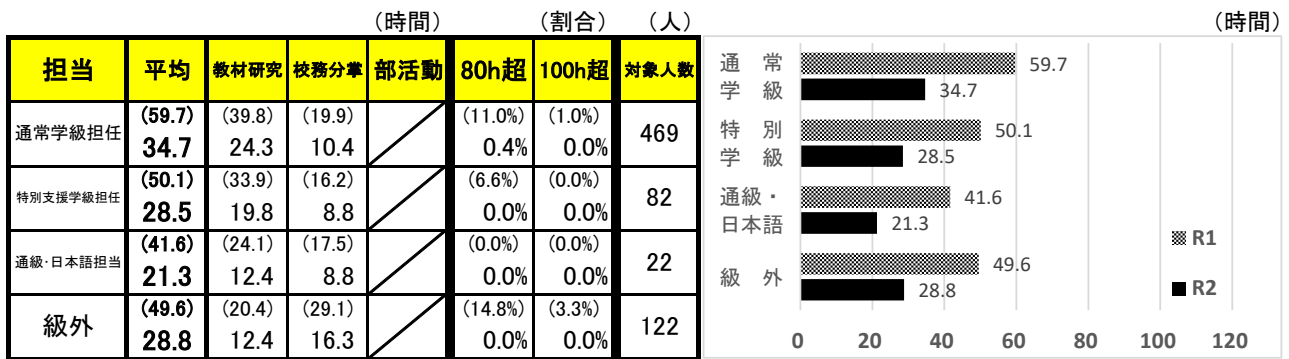 （時間） （割合） （人）
担当 平均 教材研究 校務分掌 部活動 80h超 100h超 対象人数
通常学級担任 (59.7) (39.8) (19.9) (11.0%) (1.0%) 469
34.7 24.3 10.4 0.4% 0.0%
特別支援学級担任 (50.1) (33.9) (16.2) (6.6%) (0.0%) 82
28.5 19.8 8.8 0.0% 0.0%
通級・日本語担当 (41.6) (24.1) (17.5) (0.0%) (0.0%) 22
21.3 12.4 8.8 0.0% 0.0%
級外 (49.6) (20.4) (29.1) (14.8%) (3.3%) 122
28.8 12.4 16.3 0.0% 0.0%
（時間）
通 常 59.7
学 級 34.7
特 別 50.1
学 級 28.5
通級・ 41.6
日本語 21.3
級 外 49.6
28.8
R1
R2
0 20 40 60 80 100 120